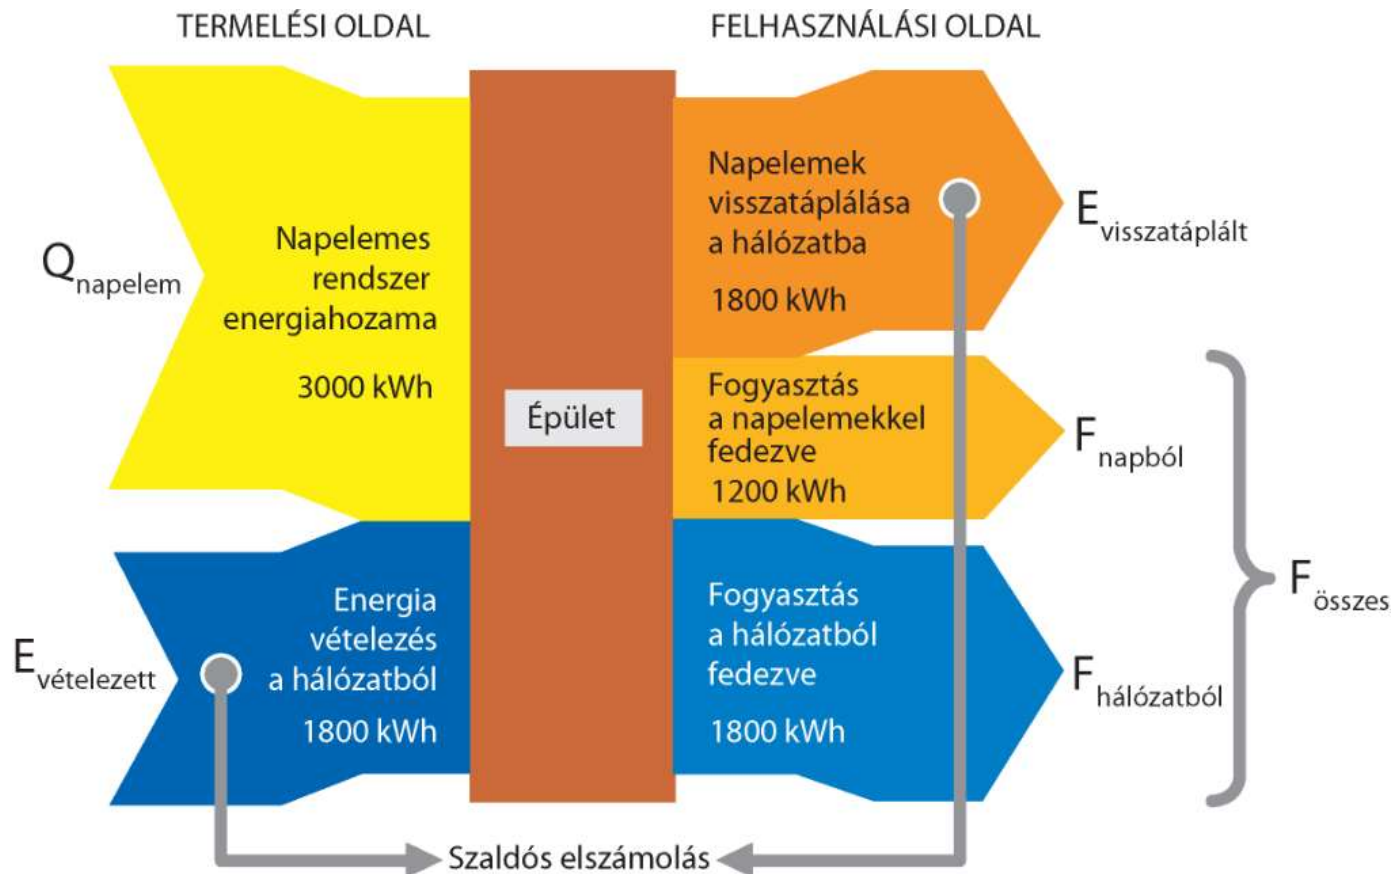 TERMELÉSI OLDAL
FELHASZNÁLÁSI OLDAL
Q napelem
Napelemes
rendszer
energiahozama
3000 kWh
E vételezett
Energia
vételezés
a hálózatból
1800 kWh
Épület
Napelemek
visszatáplálása
a hálózatba
1800 kWh
E visszatáplált
Fogyasztás
a napelemekkel
fedezve
1200 kWh
F napból
Fogyasztás
a hálózatból
fedezve
1800 kWh
F hálózatból
F összes
Szaldós elszámolás